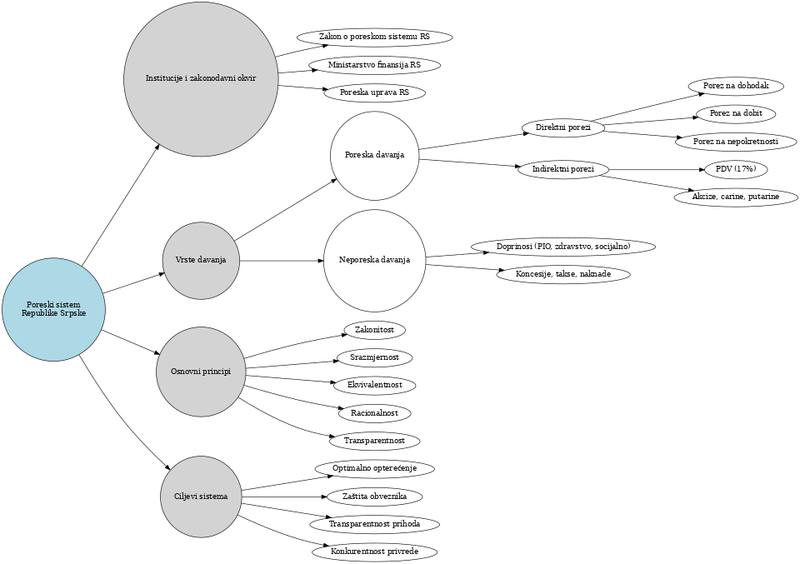 Poreski sistem
Republike Srpske
Institucije i zakonodavni okvir
Zakon o poreskom sistemu RS
Ministarstvo finansija RS
Poreska uprava RS
Vrste davanja
Poreska davanja
Direktni porezi
Porez na dohodak
Porez na dobit
Porez na nepokretnosti
Indirektni porezi
PDV (17%)
Akcize, carine, putarine
Neporeska davanja
Doprinosi (PIO, zdravstvo, socijalno)
Koncesije, takse, naknade
Osnovni principi
Zakonitost
Srazmjernost
Ekvivalentnost
Racionalnost
Transparentnost
Ciljevi sistema
Optimalno opterećenje
Zaštita obveznika
Transparentnost prihoda
Konkurentnost privrede